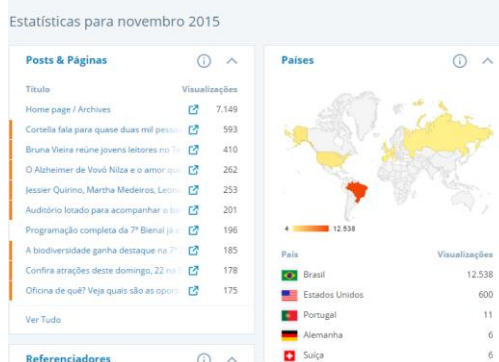 Estatísticas para novembro 2015
Posts & Páginas
Título Visualizações
Home page / Archives 7.149
Cortella fala para quase duas mil pesso 593
Bruna Vieira reúne jovens leitores no Te 410
O Alzheimer de Vovó Nilza e o amor que 262
Jessier Quirino, Martha Medeiros, Leon 253
Auditório lotado para acompanhar o 201
Programação completa da 7ª Bienal já 196
A biodiversidade ganha destaque na 7ª 185
Confira atrações deste domingo, 22 na 178
Oficina de quê? Veja quais são as opor 175
Ver Tudo
Referenciadores
Países
4 12.538
País Visualizações
Brasil 12.538
Estados Unidos 600
Portugal 11
Alemanha 6
Suíça 6